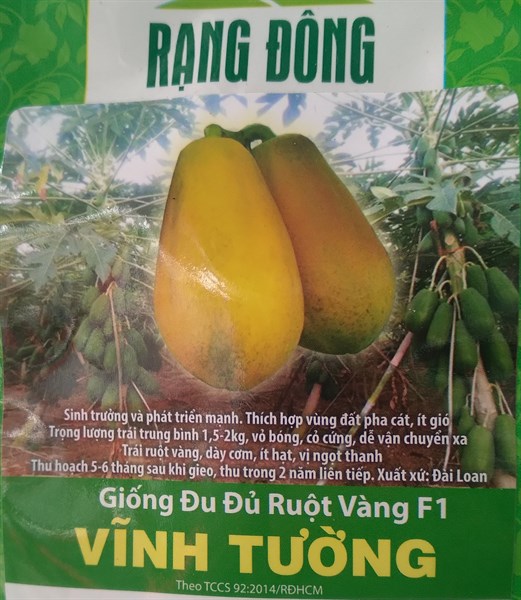 RẠNG ĐÔNG
Sinh trưởng và phát triển mạnh. Thích hợp vùng đất pha cát, ít gió
Trọng lượng trái trung bình 1,5-2kg, vỏ bóng, cỏ cứng, dễ vận chuyển xa
Trái ruột vàng, dày cơm, ít hạt, vị ngọt thanh
Thu hoạch 5-6 tháng sau khi gieo, thu trong 2 năm liên tiếp. Xuất xứ: Đài Loan
Giống Đu Đủ Ruột Vàng F1
VĨNH TƯỜNG
Theo TCCS 92:2014/RĐHCM